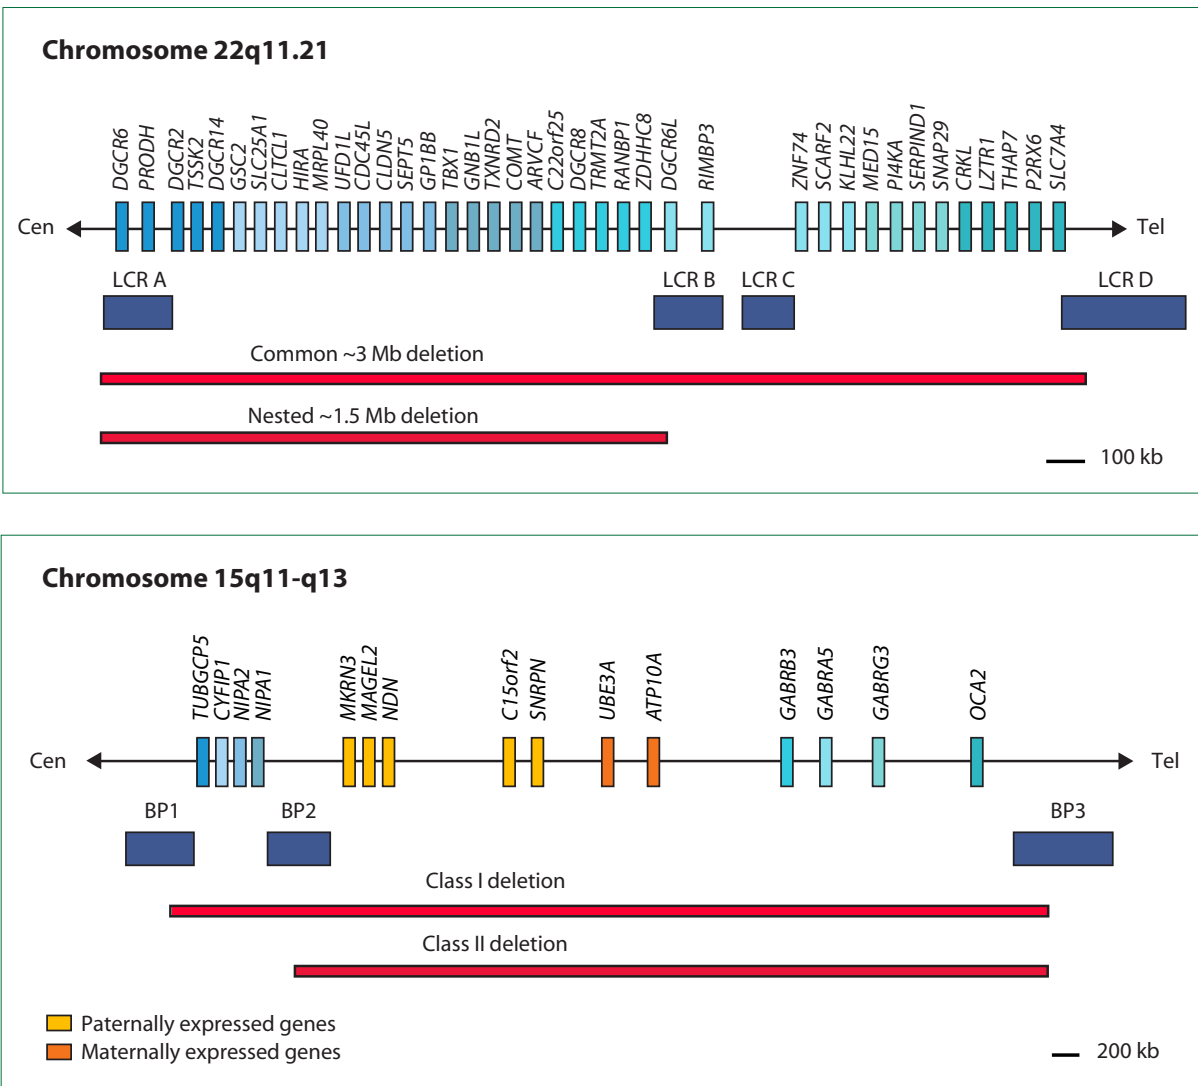 Chromosome 22q11.21
DGCR6
PRODH
DGCR2
TSSK2
DGCR14
GSC2
SLC25A1
CLTCL1
HIRA
MRPL40
UFD1L
CDC45L
CLDN5
SEPT5
GP1BB
TBX1
GNB1L
TXNRD2
COMT
ARVCF
C22orf25
DGCR8
TRMT2A
RANBP1
ZDHHC8
DGCR6L
RIMBP3
ZNF74
SCARF2
KLHL22
MED15
PI4KA
SERPIND1
SNAP29
CRKL
LZTR1
THAP7
P2RX6
SLC7A4
Cen
Tel
LCR A
LCR B
LCR C
LCR D
Common ~3 Mb deletion
Nested ~1.5 Mb deletion
100 kb
Chromosome 15q11-q13
TUBGCP5
CYFIP1
NIPA2
NIPA1
MKRN3
MAGEL2
NDN
C15orf2
SNRPN
UBE3A
ATP10A
GABRB3
GABRA5
GABRG3
OCA2
Cen
Tel
BP1
BP2
BP3
Class I deletion
Class II deletion
Paternally expressed genes
Maternally expressed genes
200 kb